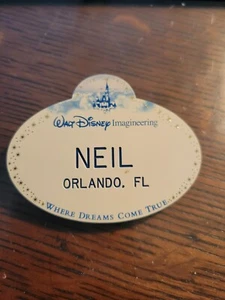 Walt Disney Imagineering
NEIL
ORLANDO, FL
WHERE DREAMS COME TRUE